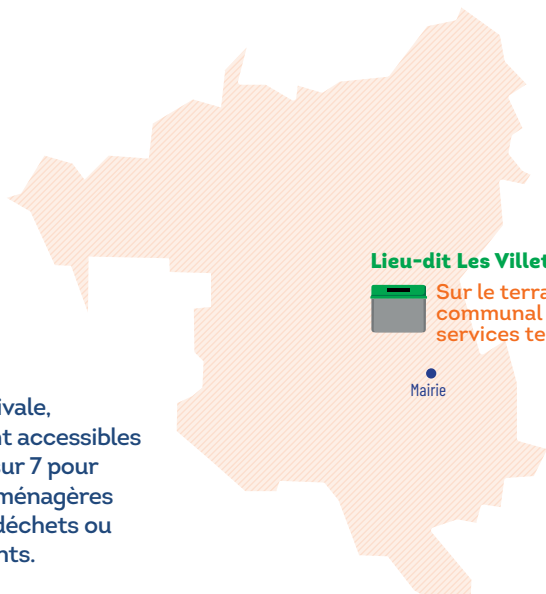 Lieu-dit Les Villet
Sur le terra
communal
services te
Mairie
ivale,
nt accessibles
sur 7 pour
ménagères
déchets ou
nts.